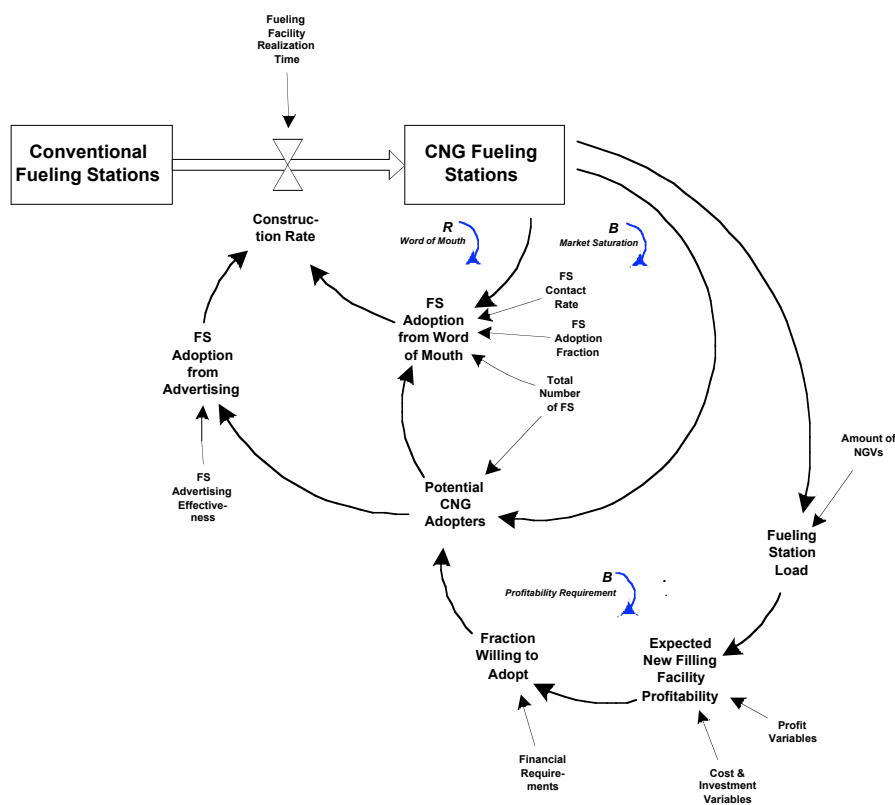 Fueling
Facility
Realization
Time
Conventional
Fueling Stations
CNG Fueling
Stations
Construc-
tion Rate
R
Word of Mouth
B
Market Saturation
FS
Contact
Rate
FS
Adoption
from Word
of Mouth
FS
Adoption
Fraction
FS
Adoption
from
Advertising
Total
Number
of FS
Amount of
NGVs
FS
Advertising
Effective-
ness
Potential
CNG
Adopters
Fueling
Station
Load
B
Profitability Requirement
Fraction
Willing to
Adopt
Expected
New Filling
Facility
Profitability
Profit
Variables
Financial
Require-
ments
Cost &
Investment
Variables